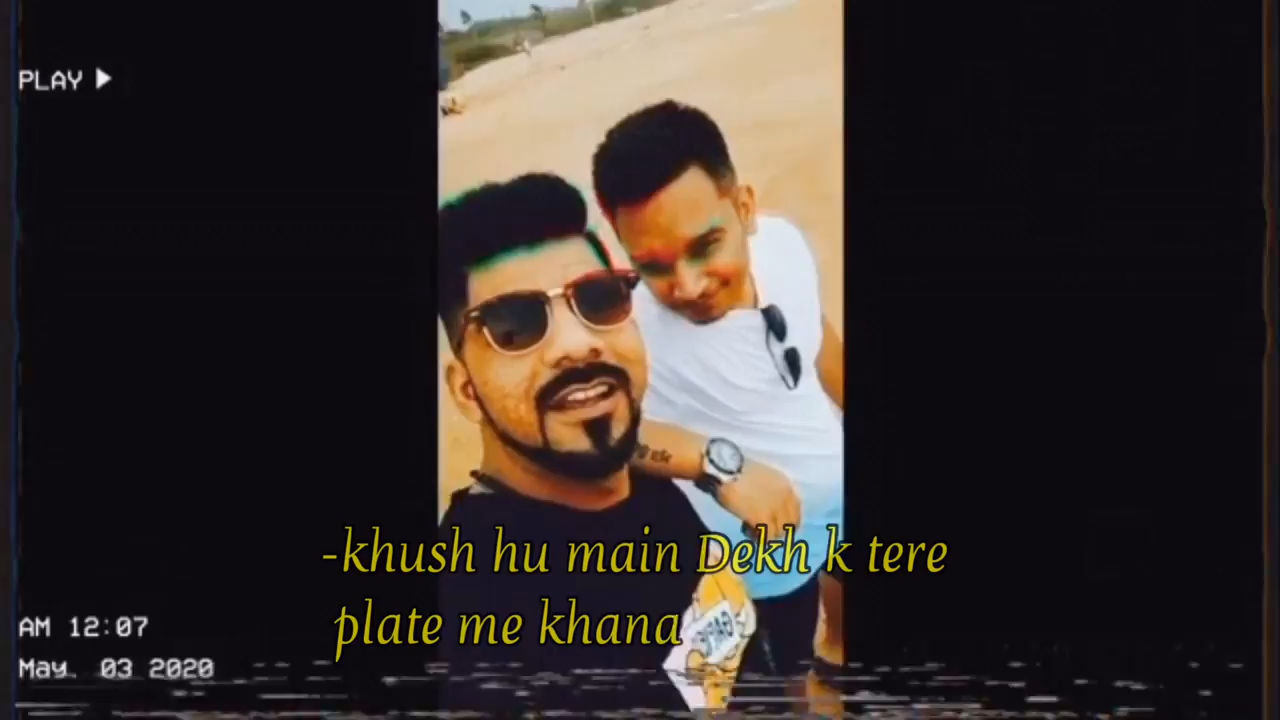 PLAY ▶
-khush hu main Dekh k tere
plate me khana
AM 12:07
May. 03 2020